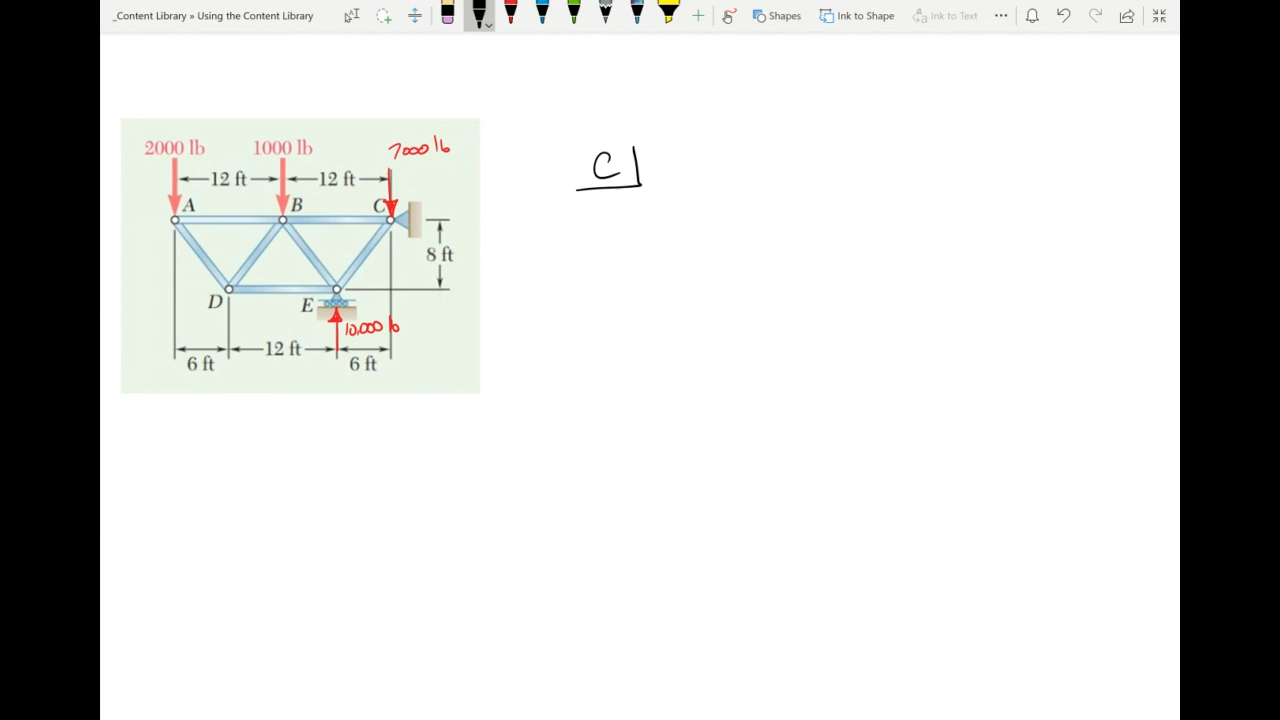 _Content Library » Using the Content Library
Shapes
Ink to Shape
Ink to Text
2000 lb 1000 lb 7000 lb
12 ft 12 ft
A B C
8 ft
D E
10,000 lb
12 ft
6 ft 6 ft
C